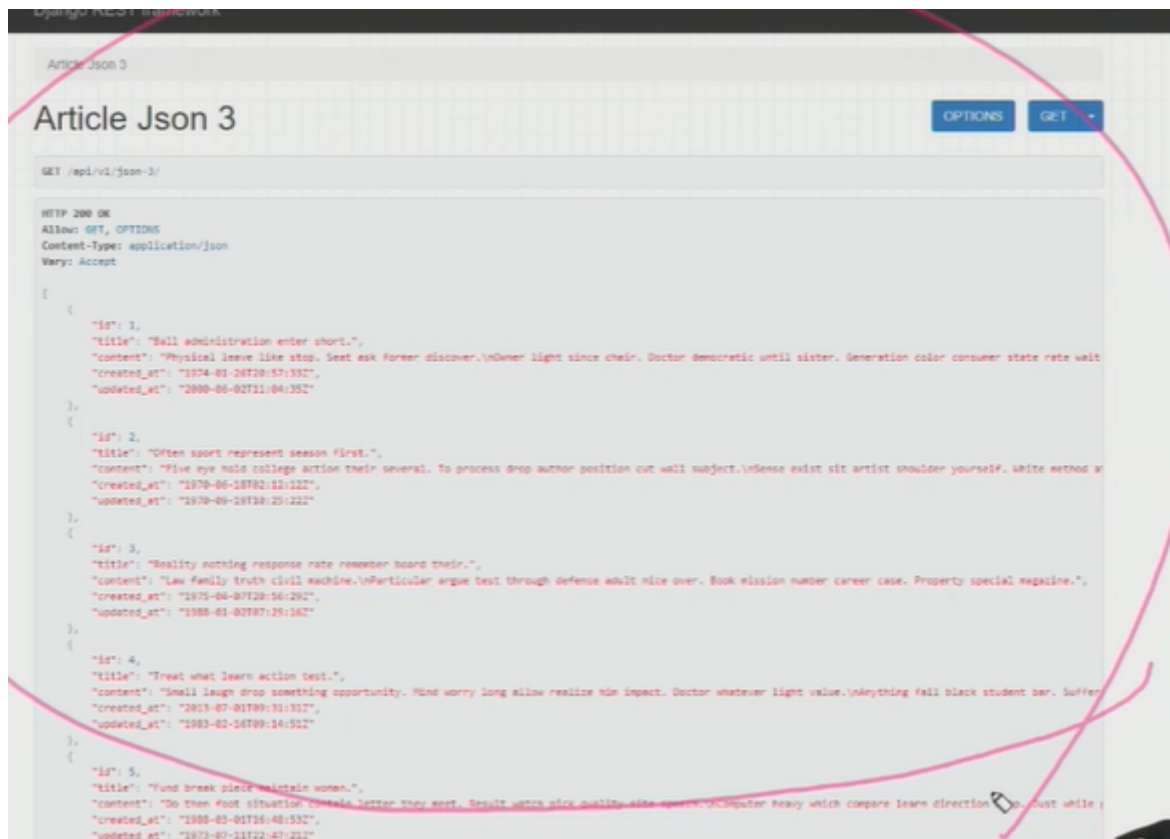 Django REST framework
Article Json 3
Article Json 3
OPTIONS
GET
GET /api/v1/json-3/
HTTP 200 OK
Allow: GET, OPTIONS
Content-Type: application/json
Vary: Accept
[
{
"id": 1,
"title": "Ball administration enter short.",
"content": "Physical leave like stop. Seat ask former discover.\nOwner light since chair. Doctor democratic until sister. Generation color consumer state rate wait
"created_at": "1974-01-26T20:57:33Z",
"updated_at": "2000-06-02T11:04:35Z"
},
{
"id": 2,
"title": "Often sport represent season first.",
"content": "Five eye hold college action their several. To process drop author position cut wall subject.\nSense exist sit artist shoulder yourself. White method
"created_at": "1970-06-18T02:12:12Z",
"updated_at": "1970-09-19T10:25:22Z"
},
{
"id": 3,
"title": "Reality nothing response rate remember board their.",
"content": "Law family truth civil machine.\nParticular argue test through defense adult nice over. Book mission number career case. Property special magazine.",
"created_at": "1975-04-07T20:56:29Z",
"updated_at": "1988-01-02T07:25:16Z"
},
{
"id": 4,
"title": "Treat what learn action test.",
"content": "Small laugh drop something opportunity. Mind worry long allow realize him impact. Doctor whatever light value.\nAnything fall black student bar. Suffer
"created_at": "2013-07-01T09:31:31Z",
"updated_at": "1983-02-16T09:14:51Z"
},
{
"id": 5,
"title": "Fund break piece maintain woman.",
"content": "Do then foot situation contain letter they meet. Result watch pick quality site speech.\nComputer heavy which compare learn direction Just while
"created_at": "1988-03-01T16:48:53Z",
"updated_at": "1973-07-11T22:47:21Z"